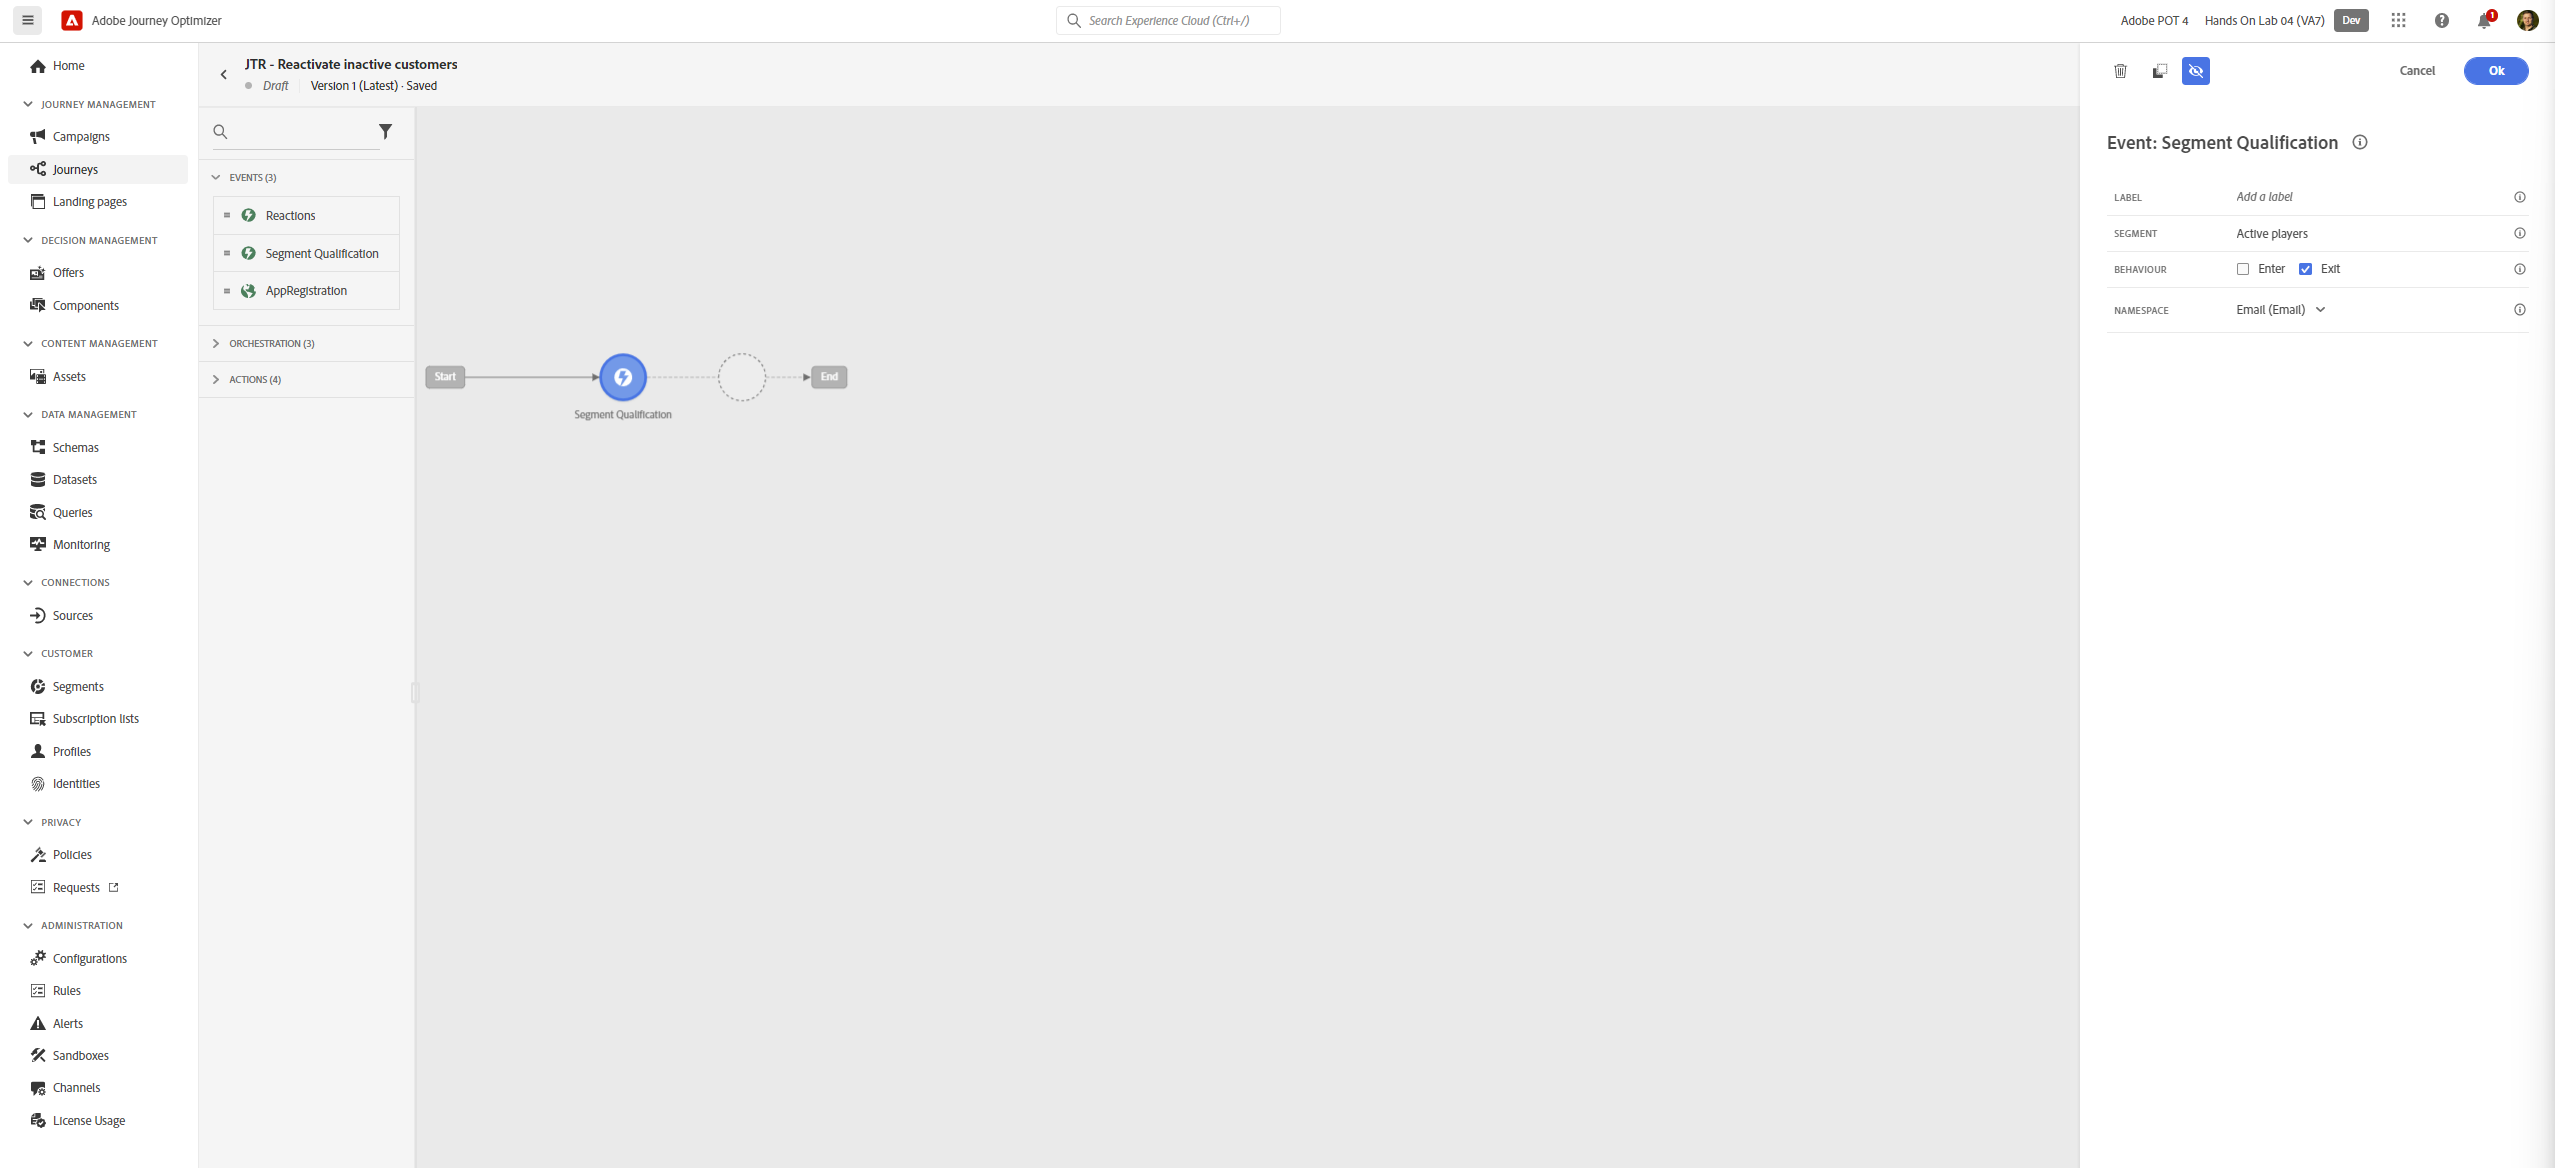 Adobe Journey Optimizer
Search Experience Cloud (Ctrl+/)
Adobe POT 4
Hands On Lab 04 (VA7)
Dev
1
Home
JOURNEY MANAGEMENT
Campaigns
Journeys
Landing pages
DECISION MANAGEMENT
Offers
Components
CONTENT MANAGEMENT
Assets
DATA MANAGEMENT
Schemas
Datasets
Queries
Monitoring
CONNECTIONS
Sources
CUSTOMER
Segments
Subscription lists
Profiles
Identities
PRIVACY
Policies
Requests
ADMINISTRATION
Configurations
Rules
Alerts
Sandboxes
Channels
License Usage
JTR - Reactivate inactive customers
Draft
Version 1 (Latest) · Saved
EVENTS (3)
Reactions
Segment Qualification
AppRegistration
ORCHESTRATION (3)
ACTIONS (4)
Start
Segment Qualification
End
Cancel
Ok
Event: Segment Qualification
LABEL Add a label
SEGMENT Active players
BEHAVIOUR Enter Exit
NAMESPACE Email (Email)